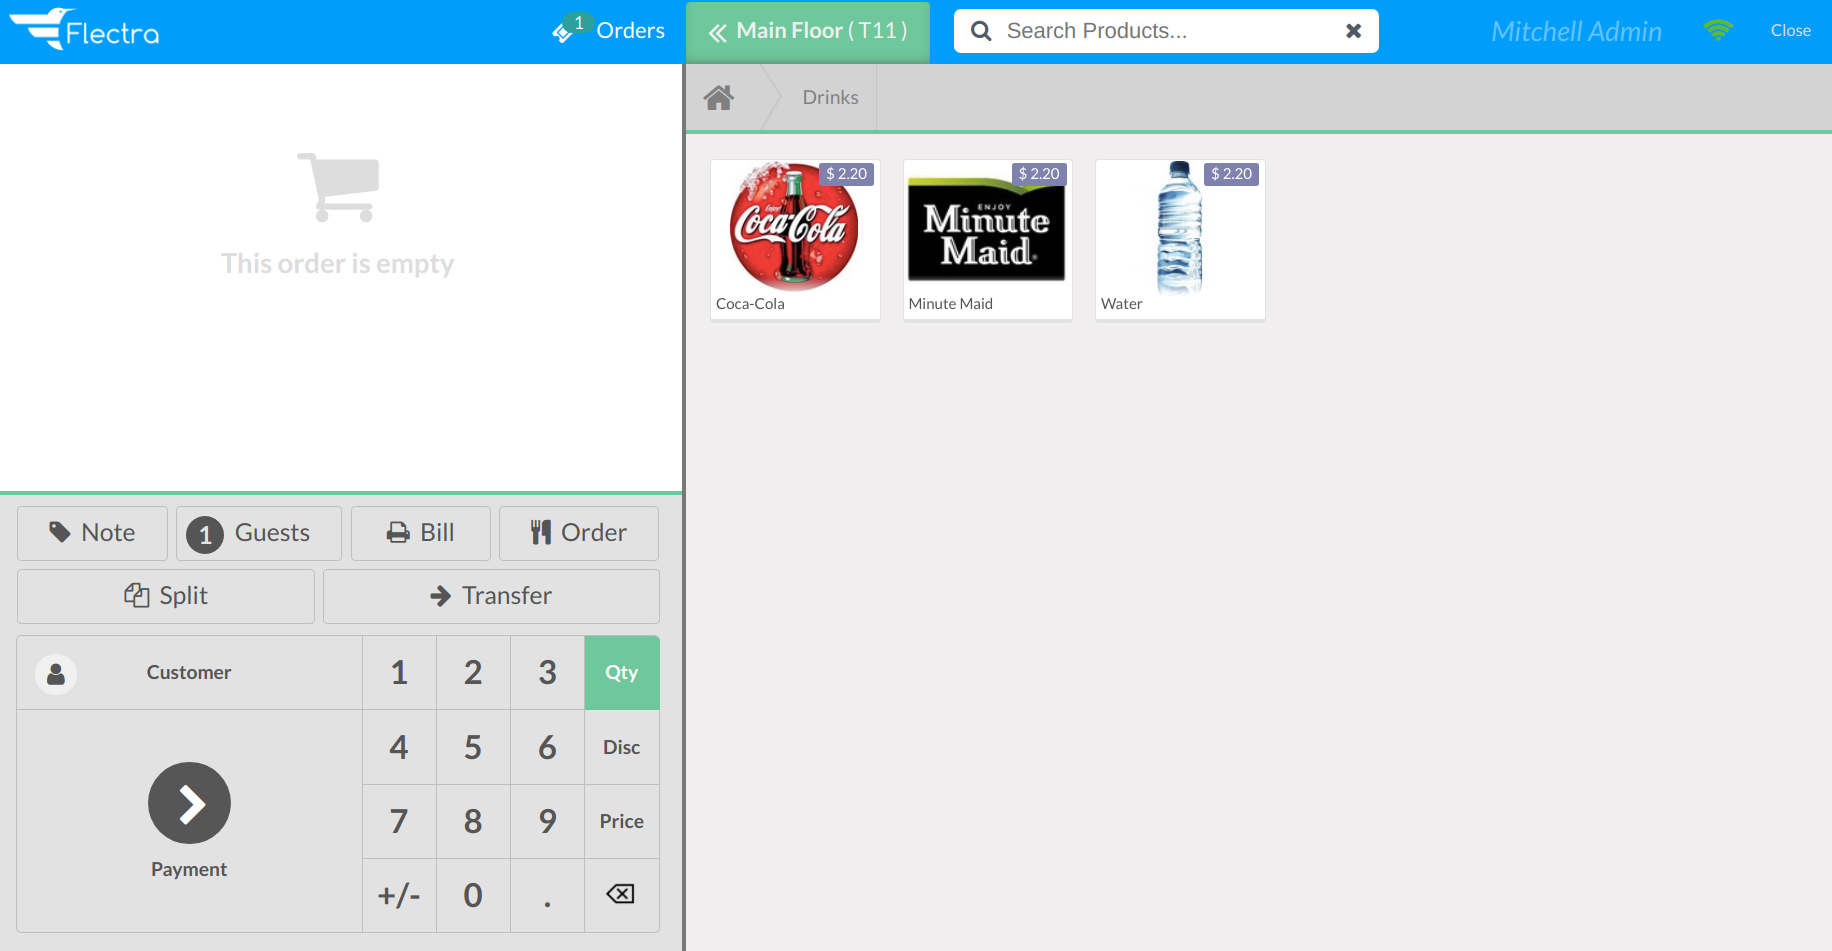 Flectra
1
Orders
Main Floor ( T11 )
Search Products...
Mitchell Admin
Close
This order is empty
Drinks
$ 2.20
Enjoy
Coca-Cola
Coca-Cola
$ 2.20
ENJOY
Minute
Maid®
Minute Maid
$ 2.20
Water
Note
1 Guests
Bill
Order
Split
Transfer
Customer
1 2 3 Qty
4 5 6 Disc
7 8 9 Price
Payment
+/- 0 .